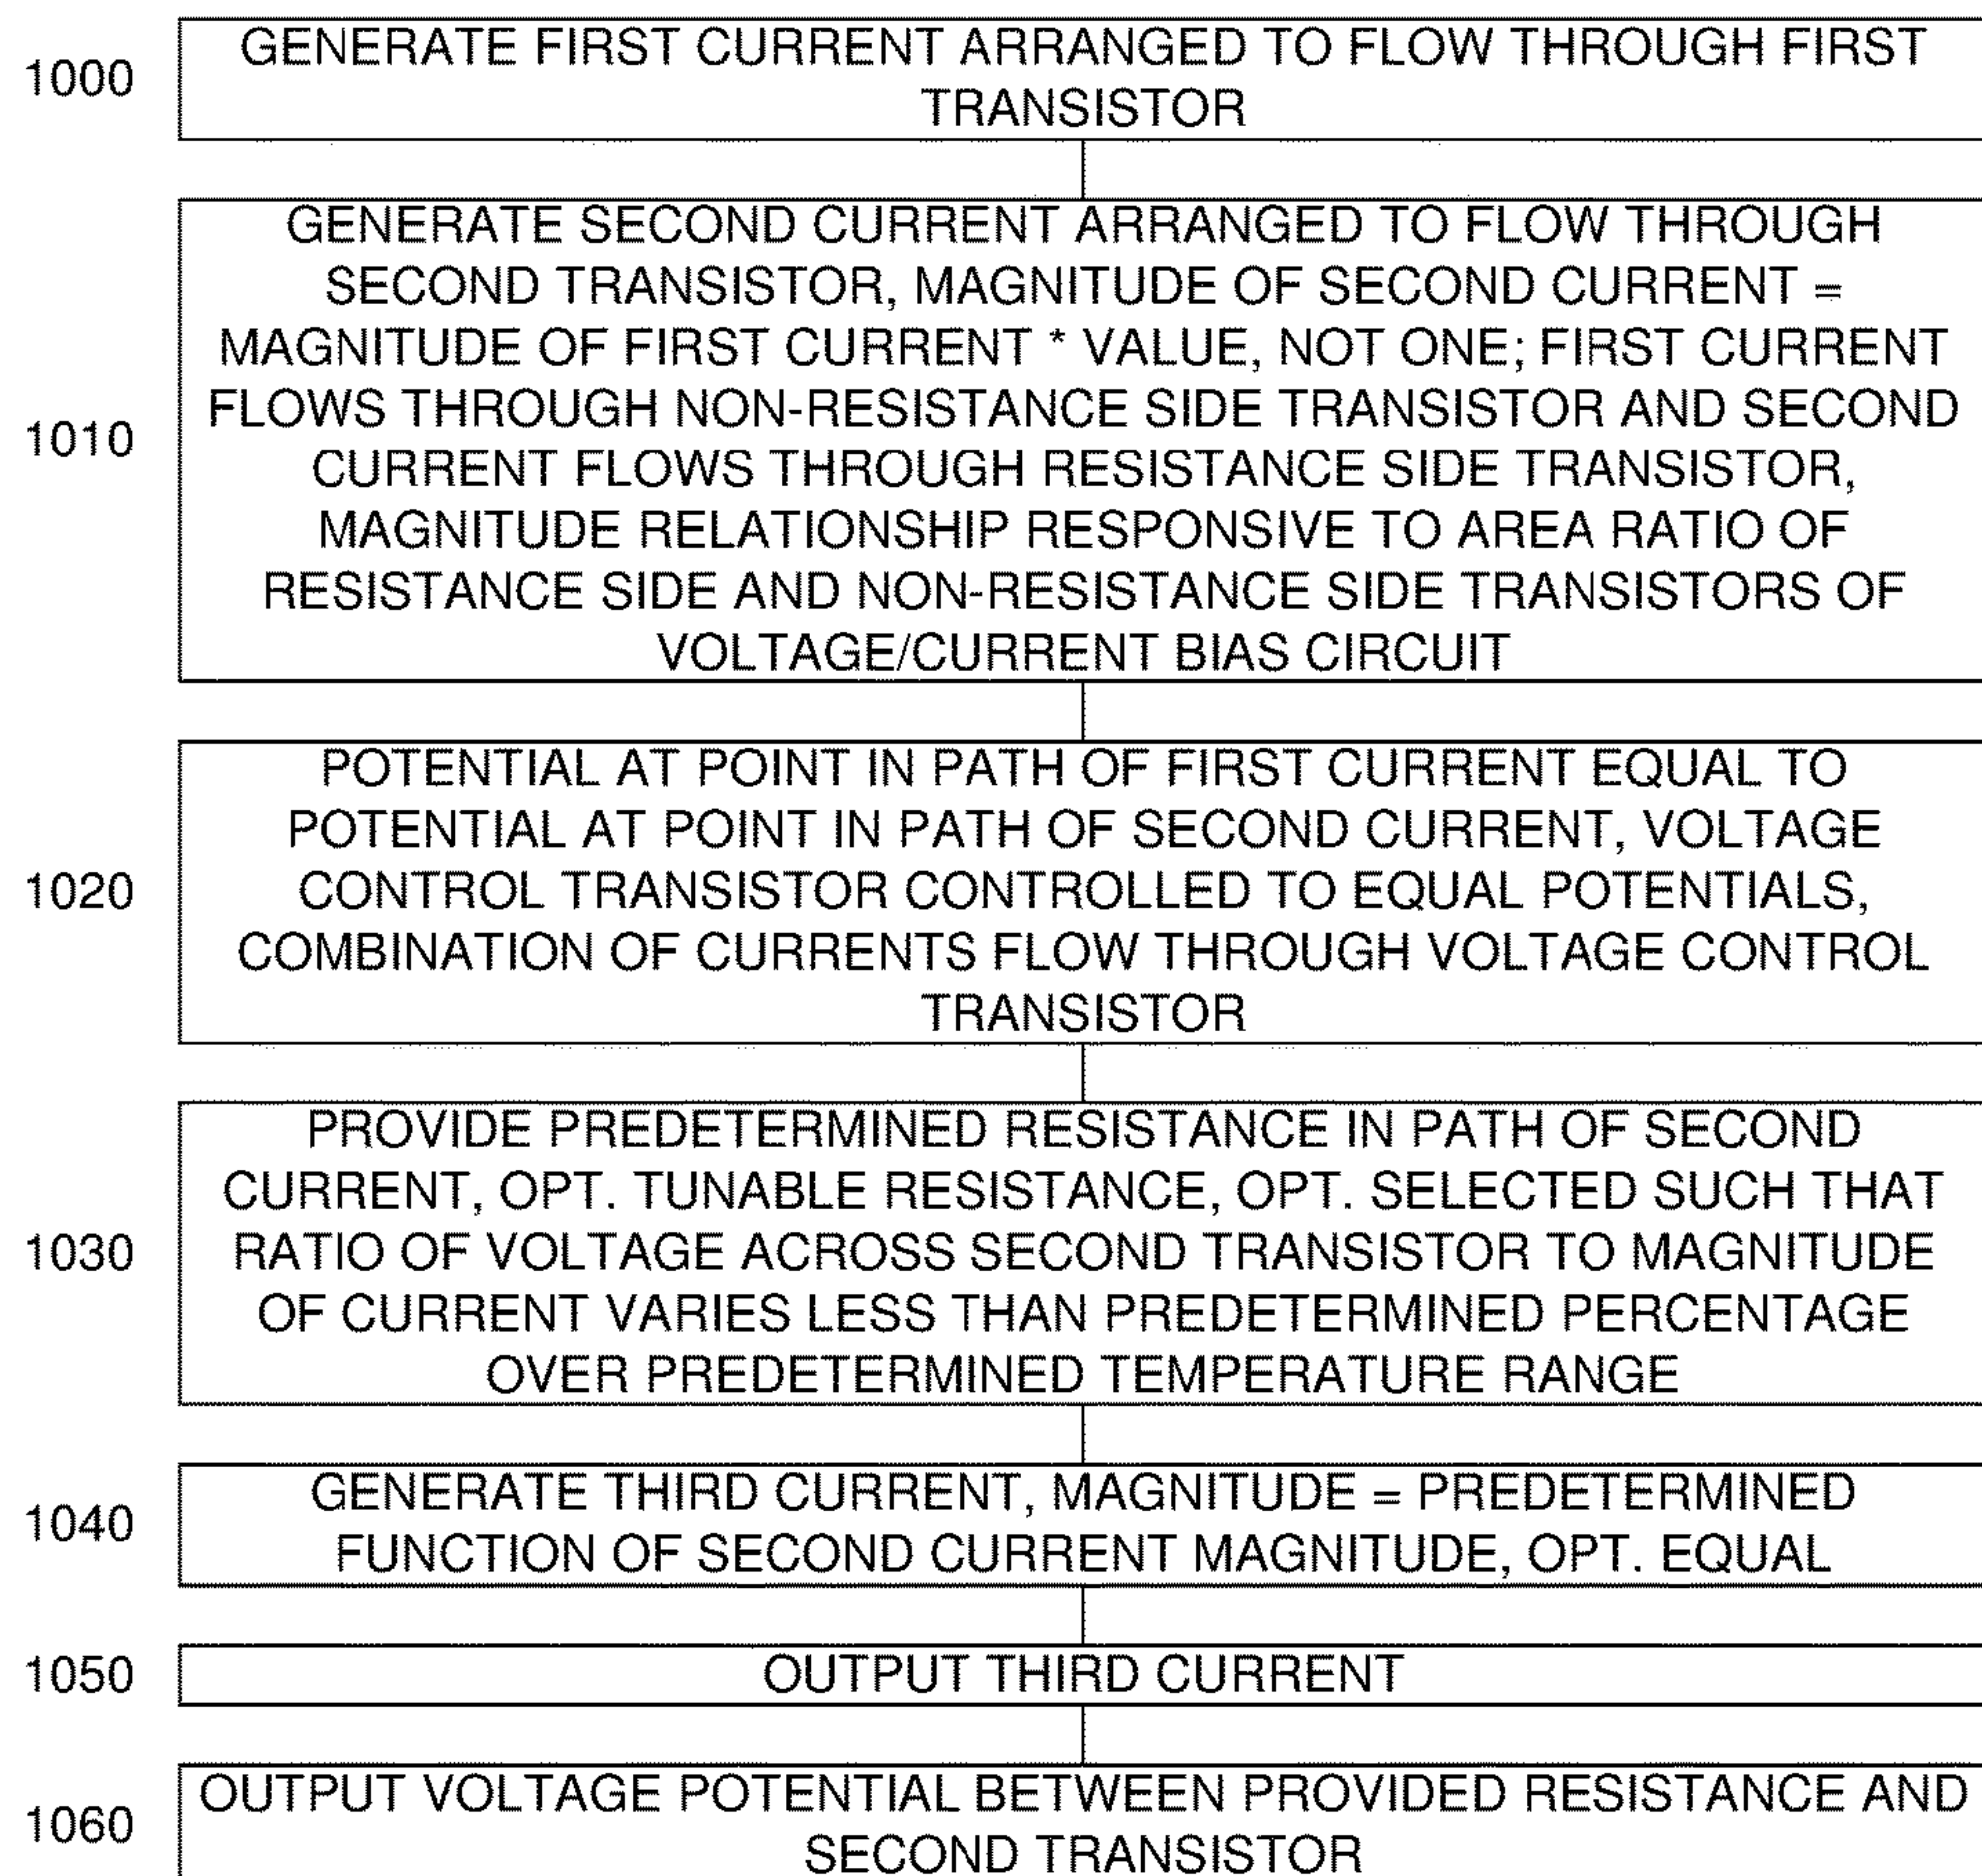 1000
GENERATE FIRST CURRENT ARRANGED TO FLOW THROUGH FIRST
TRANSISTOR
1010
GENERATE SECOND CURRENT ARRANGED TO FLOW THROUGH
SECOND TRANSISTOR, MAGNITUDE OF SECOND CURRENT =
MAGNITUDE OF FIRST CURRENT * VALUE, NOT ONE; FIRST CURRENT
FLOWS THROUGH NON-RESISTANCE SIDE TRANSISTOR AND SECOND
CURRENT FLOWS THROUGH RESISTANCE SIDE TRANSISTOR,
MAGNITUDE RELATIONSHIP RESPONSIVE TO AREA RATIO OF
RESISTANCE SIDE AND NON-RESISTANCE SIDE TRANSISTORS OF
VOLTAGE/CURRENT BIAS CIRCUIT
1020
POTENTIAL AT POINT IN PATH OF FIRST CURRENT EQUAL TO
POTENTIAL AT POINT IN PATH OF SECOND CURRENT, VOLTAGE
CONTROL TRANSISTOR CONTROLLED TO EQUAL POTENTIALS,
COMBINATION OF CURRENTS FLOW THROUGH VOLTAGE CONTROL
TRANSISTOR
1030
PROVIDE PREDETERMINED RESISTANCE IN PATH OF SECOND
CURRENT, OPT. TUNABLE RESISTANCE, OPT. SELECTED SUCH THAT
RATIO OF VOLTAGE ACROSS SECOND TRANSISTOR TO MAGNITUDE
OF CURRENT VARIES LESS THAN PREDETERMINED PERCENTAGE
OVER PREDETERMINED TEMPERATURE RANGE
1040
GENERATE THIRD CURRENT, MAGNITUDE = PREDETERMINED
FUNCTION OF SECOND CURRENT MAGNITUDE, OPT. EQUAL
1050
OUTPUT THIRD CURRENT
1060
OUTPUT VOLTAGE POTENTIAL BETWEEN PROVIDED RESISTANCE AND
SECOND TRANSISTOR